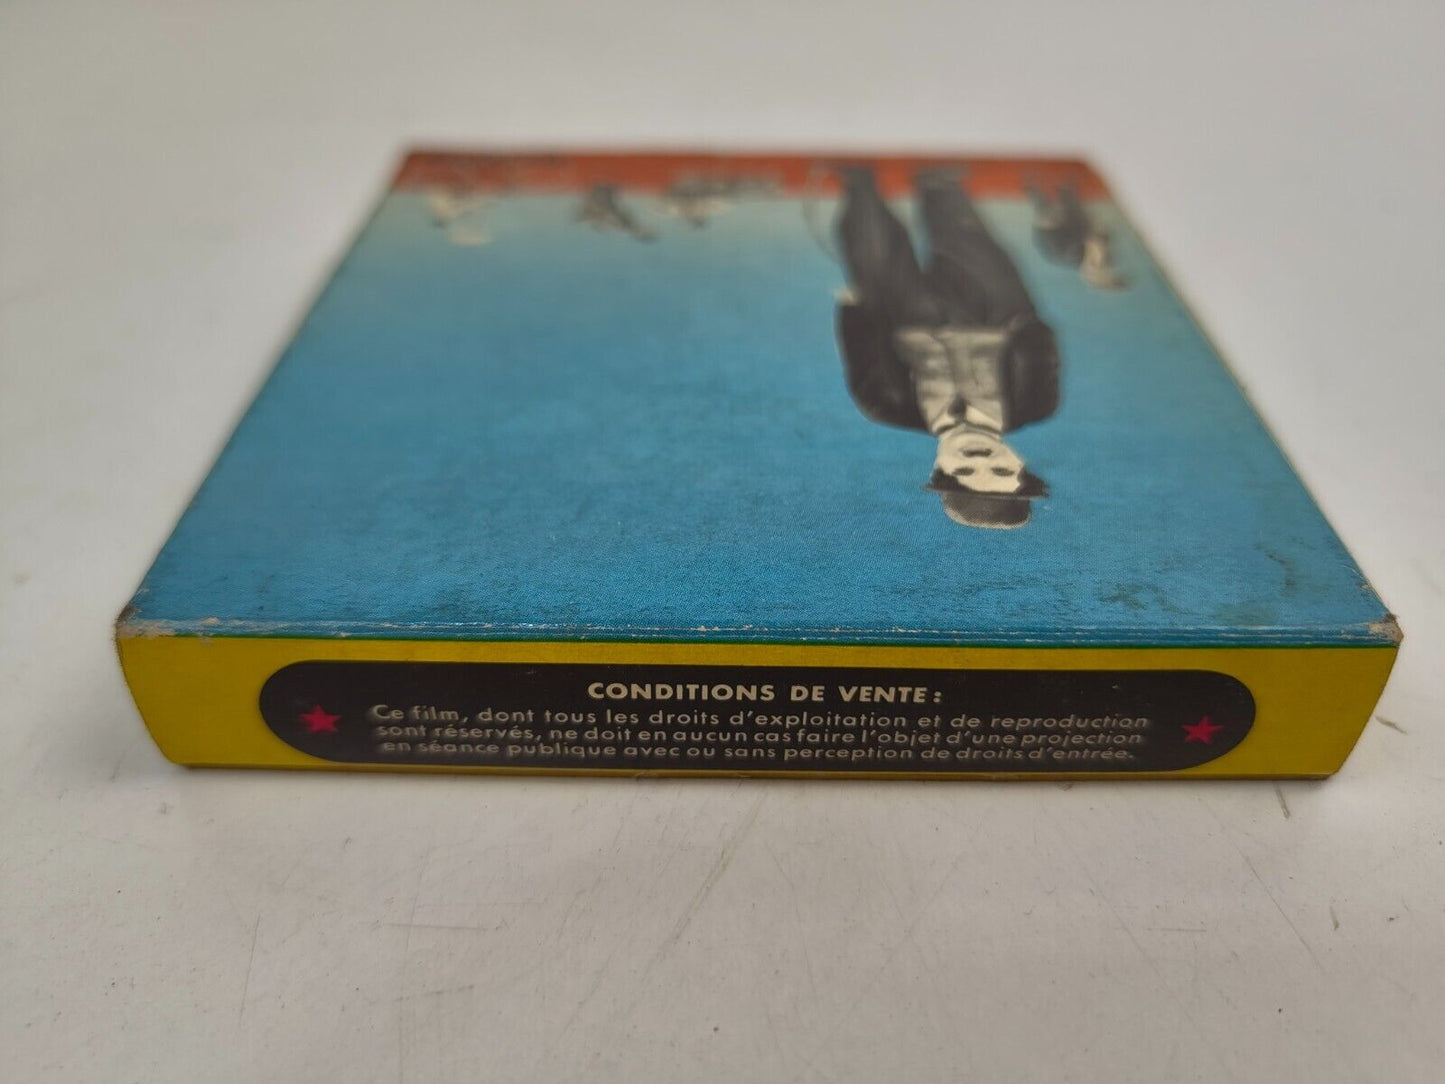 CONDITIONS DE VENTE :
Ce film, dont tous les droits d'exploitation et de reproduction
sont réservés, ne doit en aucun cas faire l'objet d'une projection
en séance publique avec ou sans perception de droits d'entrée.